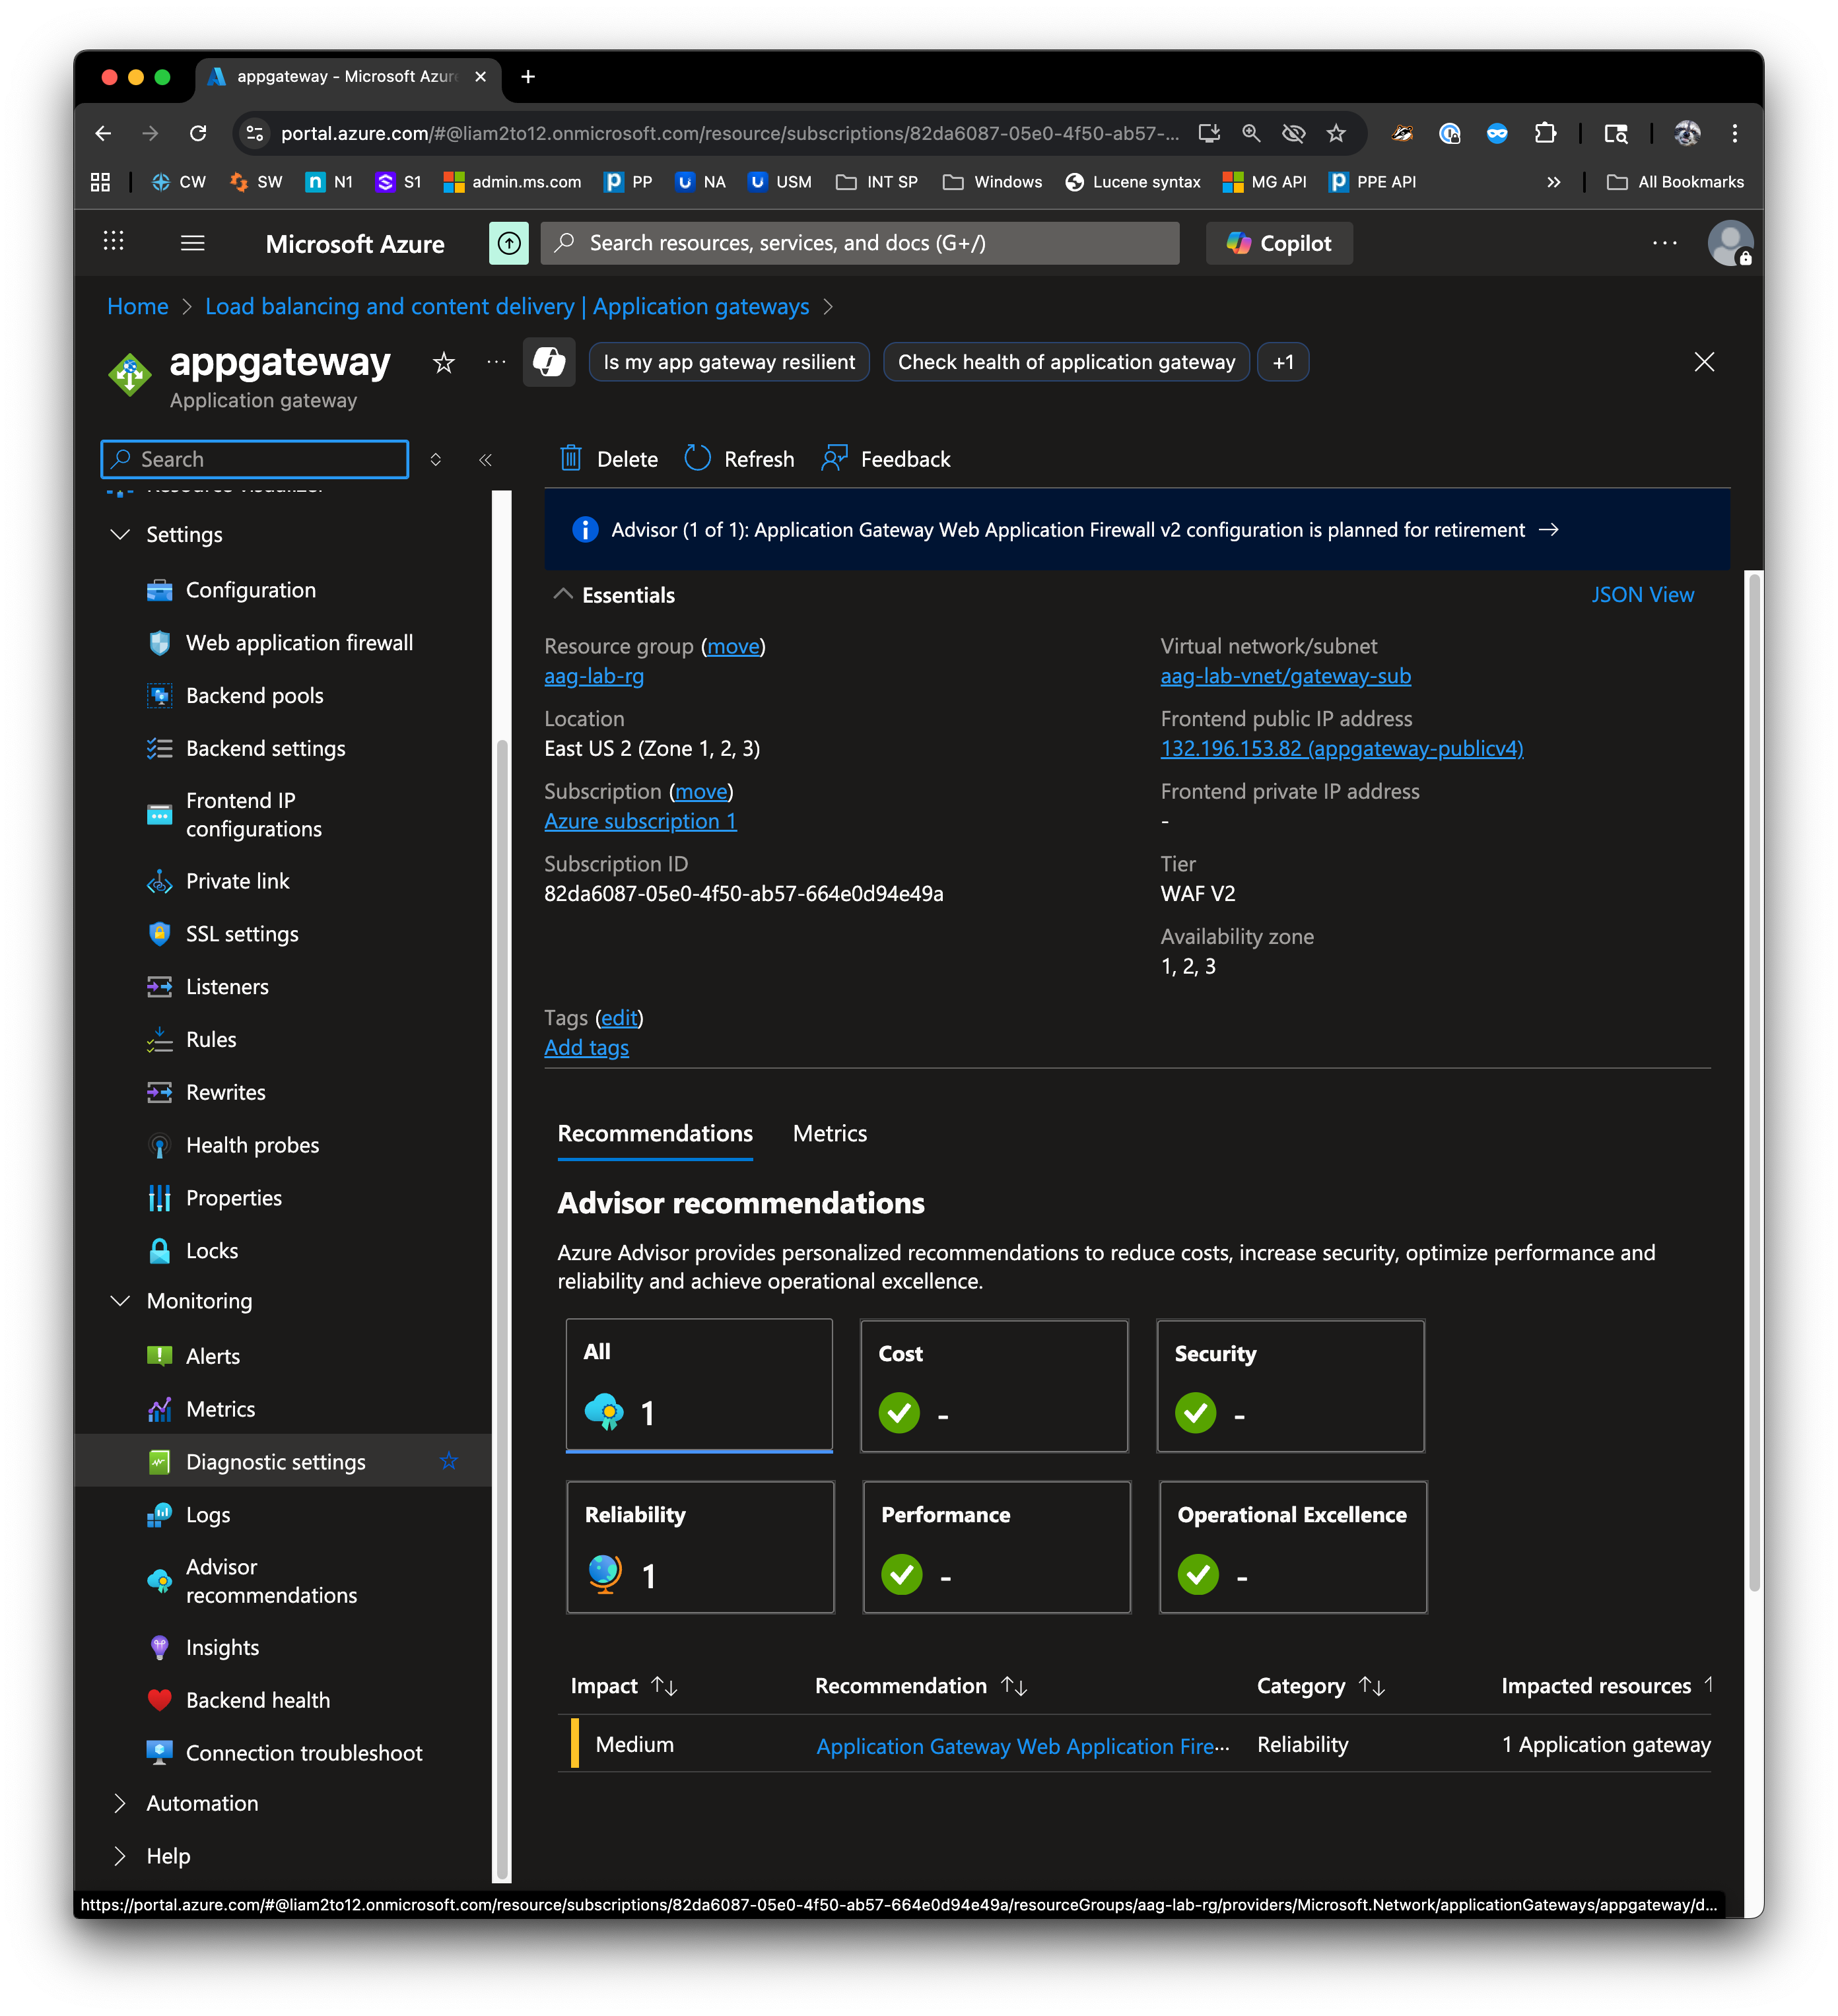 appgateway - Microsoft Azur
portal.azure.com/#@liam2to12.onmicrosoft.com/resource/subscriptions/82da6087-05e0-4f50-ab57-...
CW
SW
N1
S1
admin.ms.com
PP
NA
USM
INT SP
Windows
Lucene syntax
MG API
PPE API
All Bookmarks
Microsoft Azure
Search resources, services, and docs (G+/)
Copilot
Home > Load balancing and content delivery | Application gateways >
appgateway
Application gateway
Is my app gateway resilient
Check health of application gateway
+1
Search
Resource visualizer
Settings
Configuration
Web application firewall
Backend pools
Backend settings
Frontend IP
configurations
Private link
SSL settings
Listeners
Rules
Rewrites
Health probes
Properties
Locks
Monitoring
Alerts
Metrics
Diagnostic settings
Logs
Advisor
recommendations
Insights
Backend health
Connection troubleshoot
Automation
Help
Delete
Refresh
Feedback
Advisor (1 of 1): Application Gateway Web Application Firewall v2 configuration is planned for retirement →
Essentials
JSON View
Resource group (move)
aag-lab-rg
Location
East US 2 (Zone 1, 2, 3)
Subscription (move)
Azure subscription 1
Subscription ID
82da6087-05e0-4f50-ab57-664e0d94e49a
Virtual network/subnet
aag-lab-vnet/gateway-sub
Frontend public IP address
132.196.153.82 (appgateway-publicv4)
Frontend private IP address
-
Tier
WAF V2
Availability zone
1, 2, 3
Tags (edit)
Add tags
Recommendations
Metrics
Advisor recommendations
Azure Advisor provides personalized recommendations to reduce costs, increase security, optimize performance and
reliability and achieve operational excellence.
All
1
Cost
-
Security
-
Reliability
1
Performance
-
Operational Excellence
-
Impact ↑↓
Recommendation ↑↓
Category ↑↓
Impacted resources ↑
Medium
Application Gateway Web Application Fire...
Reliability
1 Application gateway
https://portal.azure.com/#@liam2to12.onmicrosoft.com/resource/subscriptions/82da6087-05e0-4f50-ab57-664e0d94e49a/resourceGroups/aag-lab-rg/providers/Microsoft.Network/applicationGateways/appgateway/d...